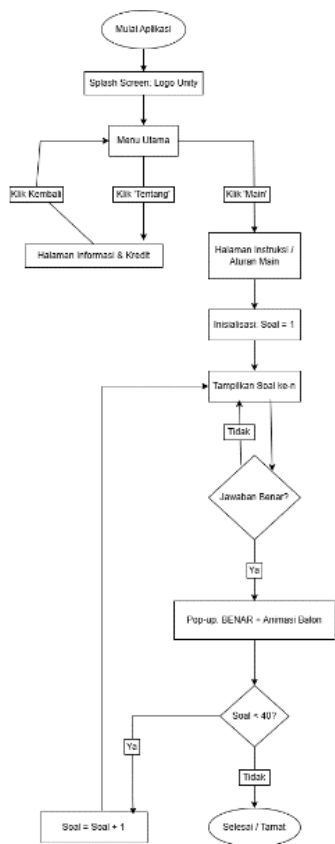 Mulai Aplikasi
Splash Screen: Logo Unity
Menu Utama
Klik Kembali
Klik 'Tentang'
Klik 'Main'
Halaman Informasi & Kredit
Halaman Instruksi /
Aturan Main
Inisialisasi: Soal = 1
Tampilkan Soal ke-n
Tidak
Jawaban Benar?
Ya
Pop-up: BENAR + Animasi Balon
Soal < 40?
Ya
Tidak
Soal = Soal + 1
Selesai / Tamat